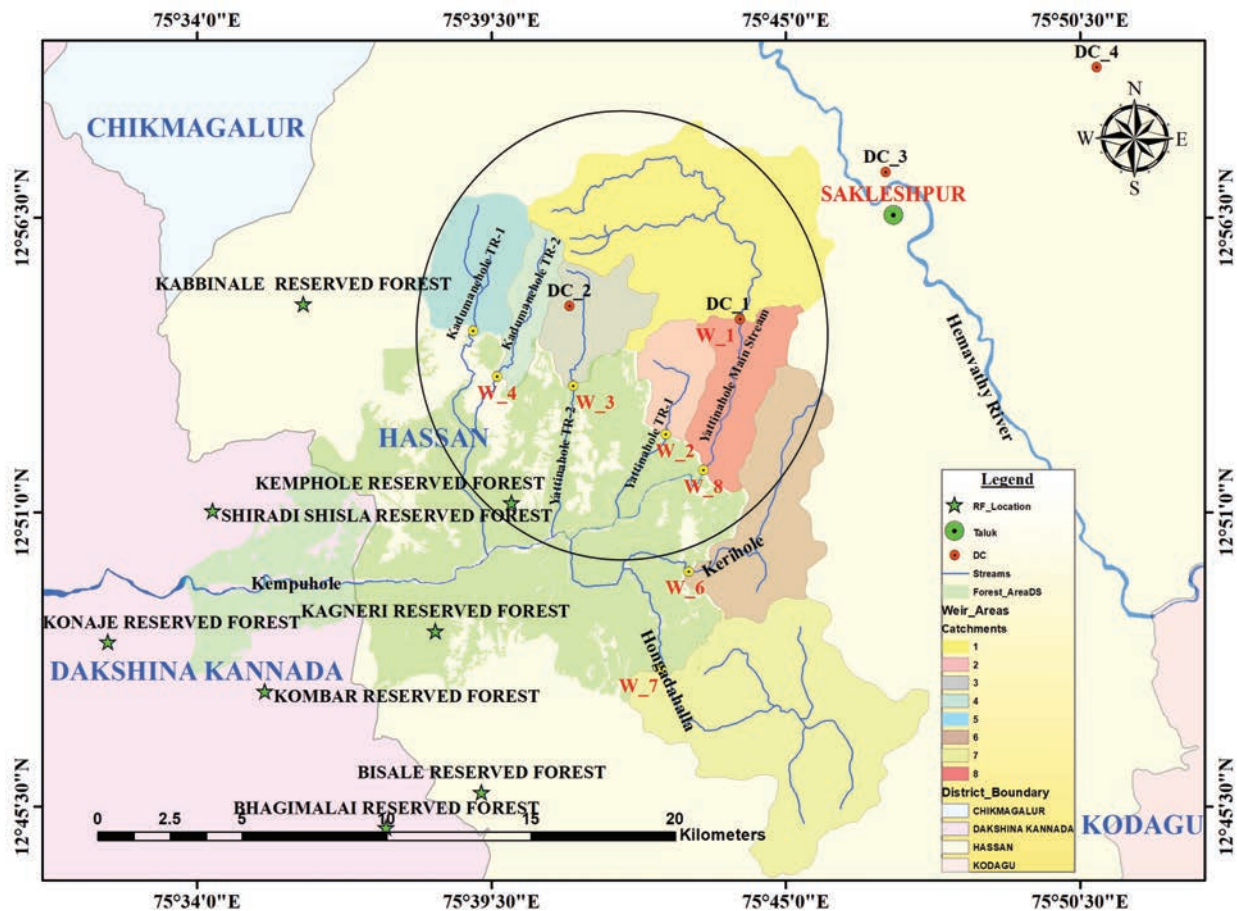 75°34'0"E
75°39'30"E
75°45'0"E
75°50'30"E
DC_4
N
CHIKMAGALUR
W
E
DC_3
S
SAKLESHPUR
12°56'30"N
12°56'30"N
Kadumanehole TR-1
Kadumanehole TR-2
KABBINALE RESERVED FOREST
DC_2
DC_1
W_1
Yattinahole Main Stream
Hemavathy River
W_4
W_3
HASSAN
Yattinahole TR-2
Yattinahole TR-1
W_2
W_8
KEMPHOLE RESERVED FOREST
12°51'0"N
SHIRADI SHISLA RESERVED FOREST
12°51'0"N
Kerihole
Kempuhole
W_6
KAGNERI RESERVED FOREST
KONAJE RESERVED FOREST
DAKSHINA KANNADA
Hongadahalla
W_7
KOMBAR RESERVED FOREST
BISALE RESERVED FOREST
BHAGIMALAI RESERVED FOREST
12°45'30"N
12°45'30"N
0 2.5 5 10 15 20
Kilometers
KODAGU
Legend
RF_Location
Taluk
DC
Streams
Forest_AreaDS
Weir_Areas
Catchments
1
2
3
4
5
6
7
8
District_Boundary
CHIKMAGALUR
DAKSHINA KANNADA
HASSAN
KODAGU
75°34'0"E
75°39'30"E
75°45'0"E
75°50'30"E